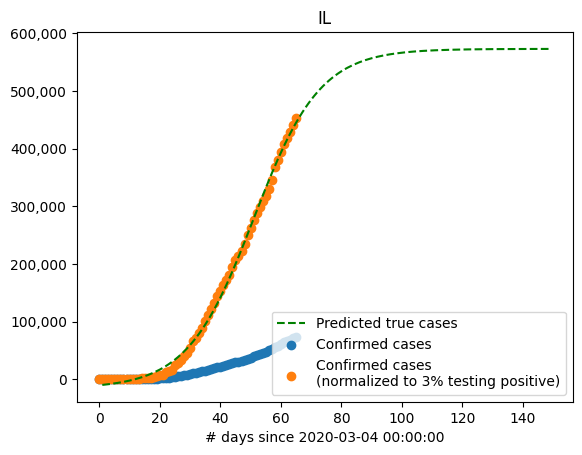 IL
600,000
500,000
400,000
300,000
200,000
100,000
0
Predicted true cases
Confirmed cases
Confirmed cases
(normalized to 3% testing positive)
0 20 40 60 80 100 120 140
# days since 2020-03-04 00:00:00